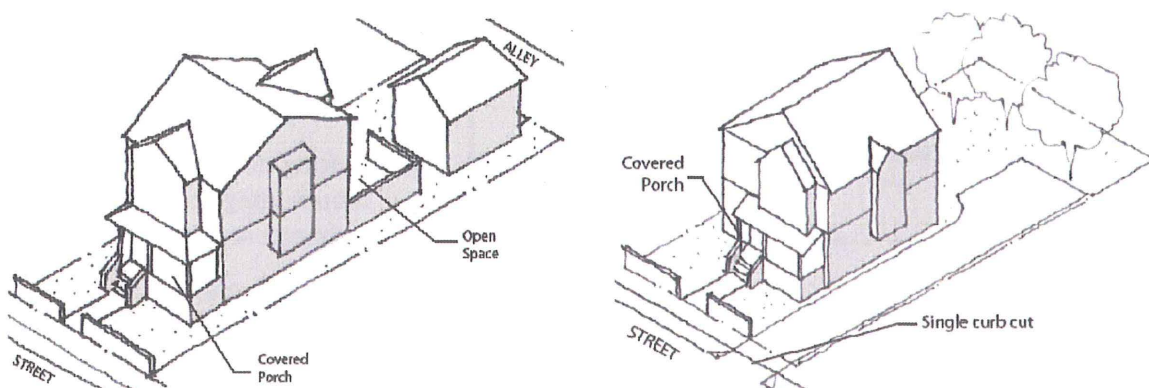 ALLEY
Open
Space
Covered
Porch
STREET
Covered
Porch
Single curb cut
STREET